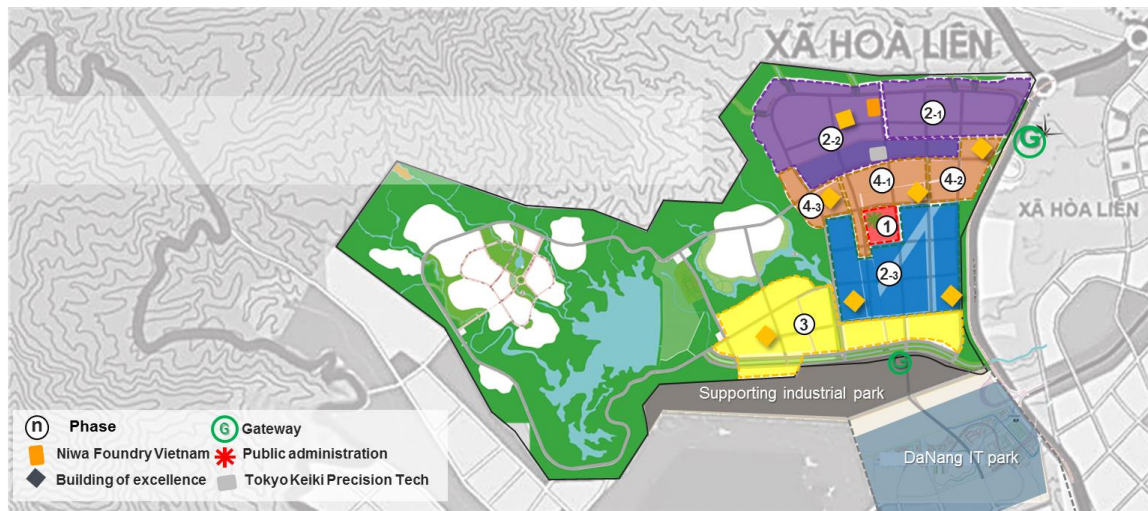 XÃ HOÀ LIÊN
2-1
G
2-2
4-1
4-2
4-3
XÃ HÒA LIÊN
1
2-3
3
G
Supporting industrial park
DaNang IT park
n Phase
G Gateway
Niwa Foundry Vietnam
Public administration
Building of excellence
Tokyo Keiki Precision Tech